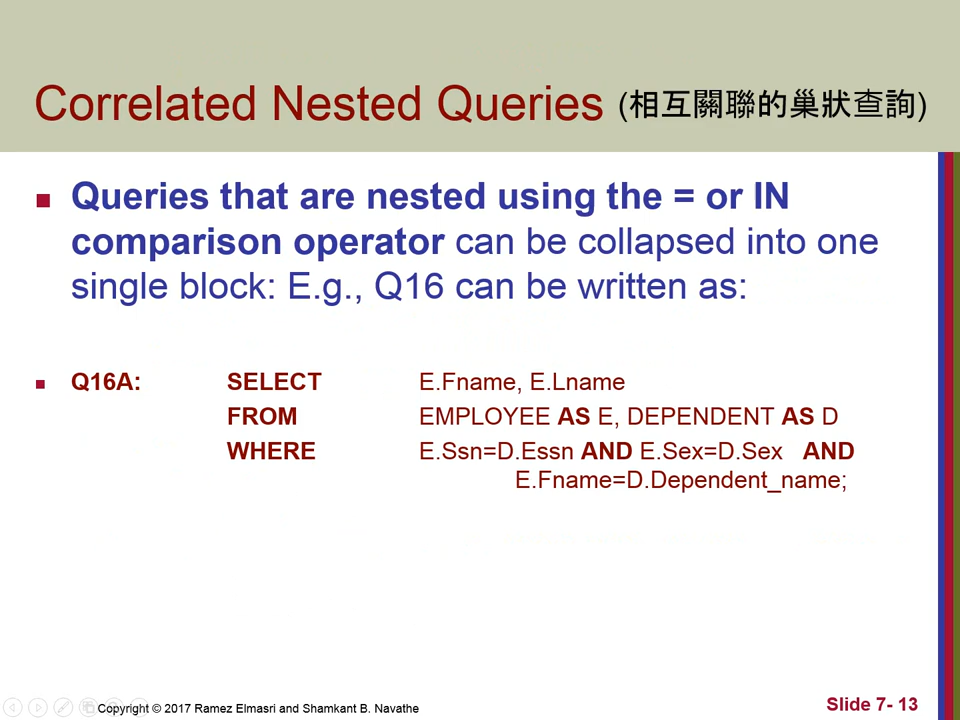 Correlated Nested Queries (相互關聯的巢狀查詢)
Queries that are nested using the = or IN
comparison operator can be collapsed into one
single block: E.g., Q16 can be written as:
Q16A: SELECT E.Fname, E.Lname
FROM EMPLOYEE AS E, DEPENDENT AS D
WHERE E.Ssn=D.Essn AND E.Sex=D.Sex AND
E.Fname=D.Dependent_name;
Copyright © 2017 Ramez Elmasri and Shamkant B. Navathe
Slide 7- 13